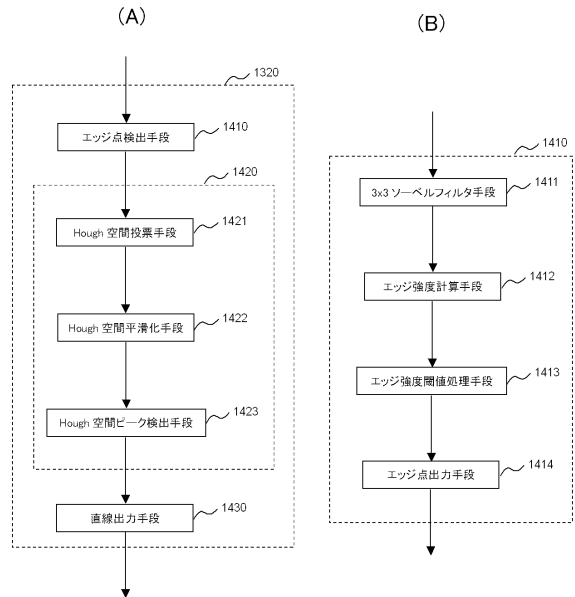 (A)
1320
エッジ点検出手段
1410
1420
Hough 空間投票手段
1421
Hough 空間平滑化手段
1422
Hough 空間ピーク検出手段
1423
直線出力手段
1430
(B)
1410
3x3 ソーベルフィルタ手段
1411
エッジ強度計算手段
1412
エッジ強度閾値処理手段
1413
エッジ点出力手段
1414